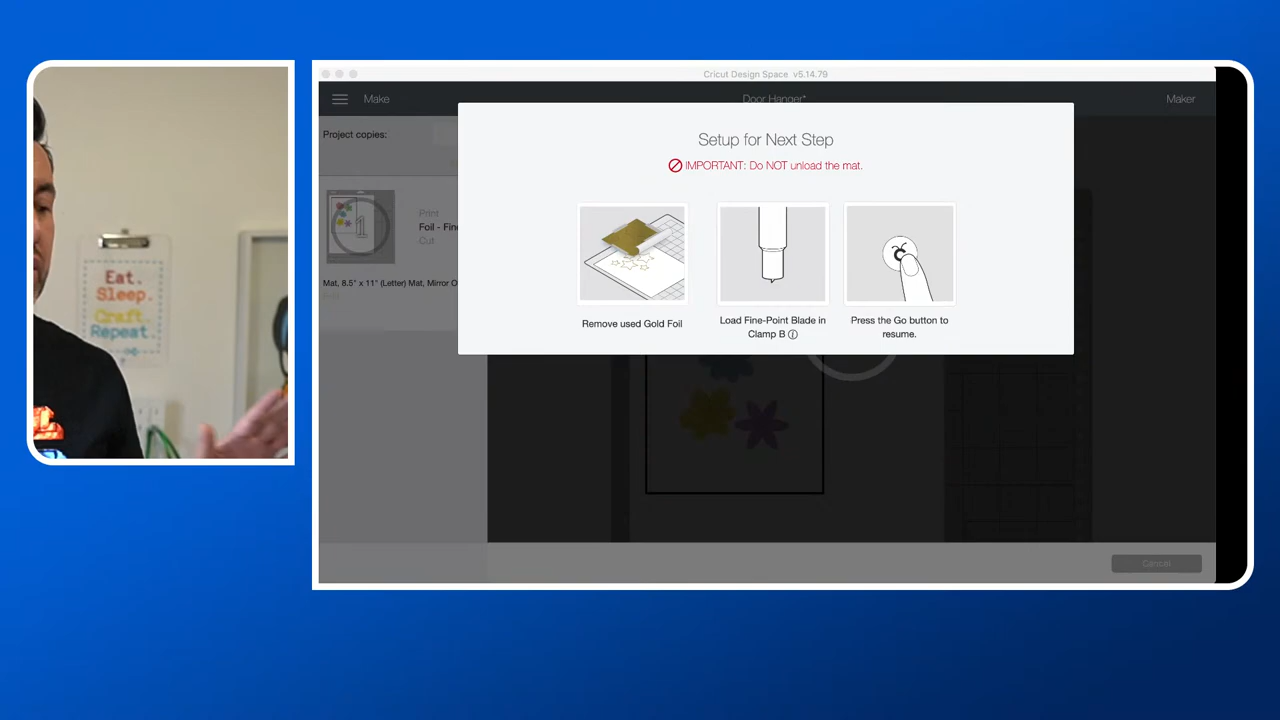 Cricut Design Space v5.14.79
Make
Door Hanger*
Maker
Project copies:
Setup for Next Step
IMPORTANT: Do NOT unload the mat.
Print
Foil - Fine
Cut
Mat, 8.5" x 11" (Letter) Mat, Mirror O
Remove used Gold Foil
Load Fine-Point Blade in
Clamp B
Press the Go button to
resume.
Cancel
Eat.
Sleep.
Craft.
Repeat.